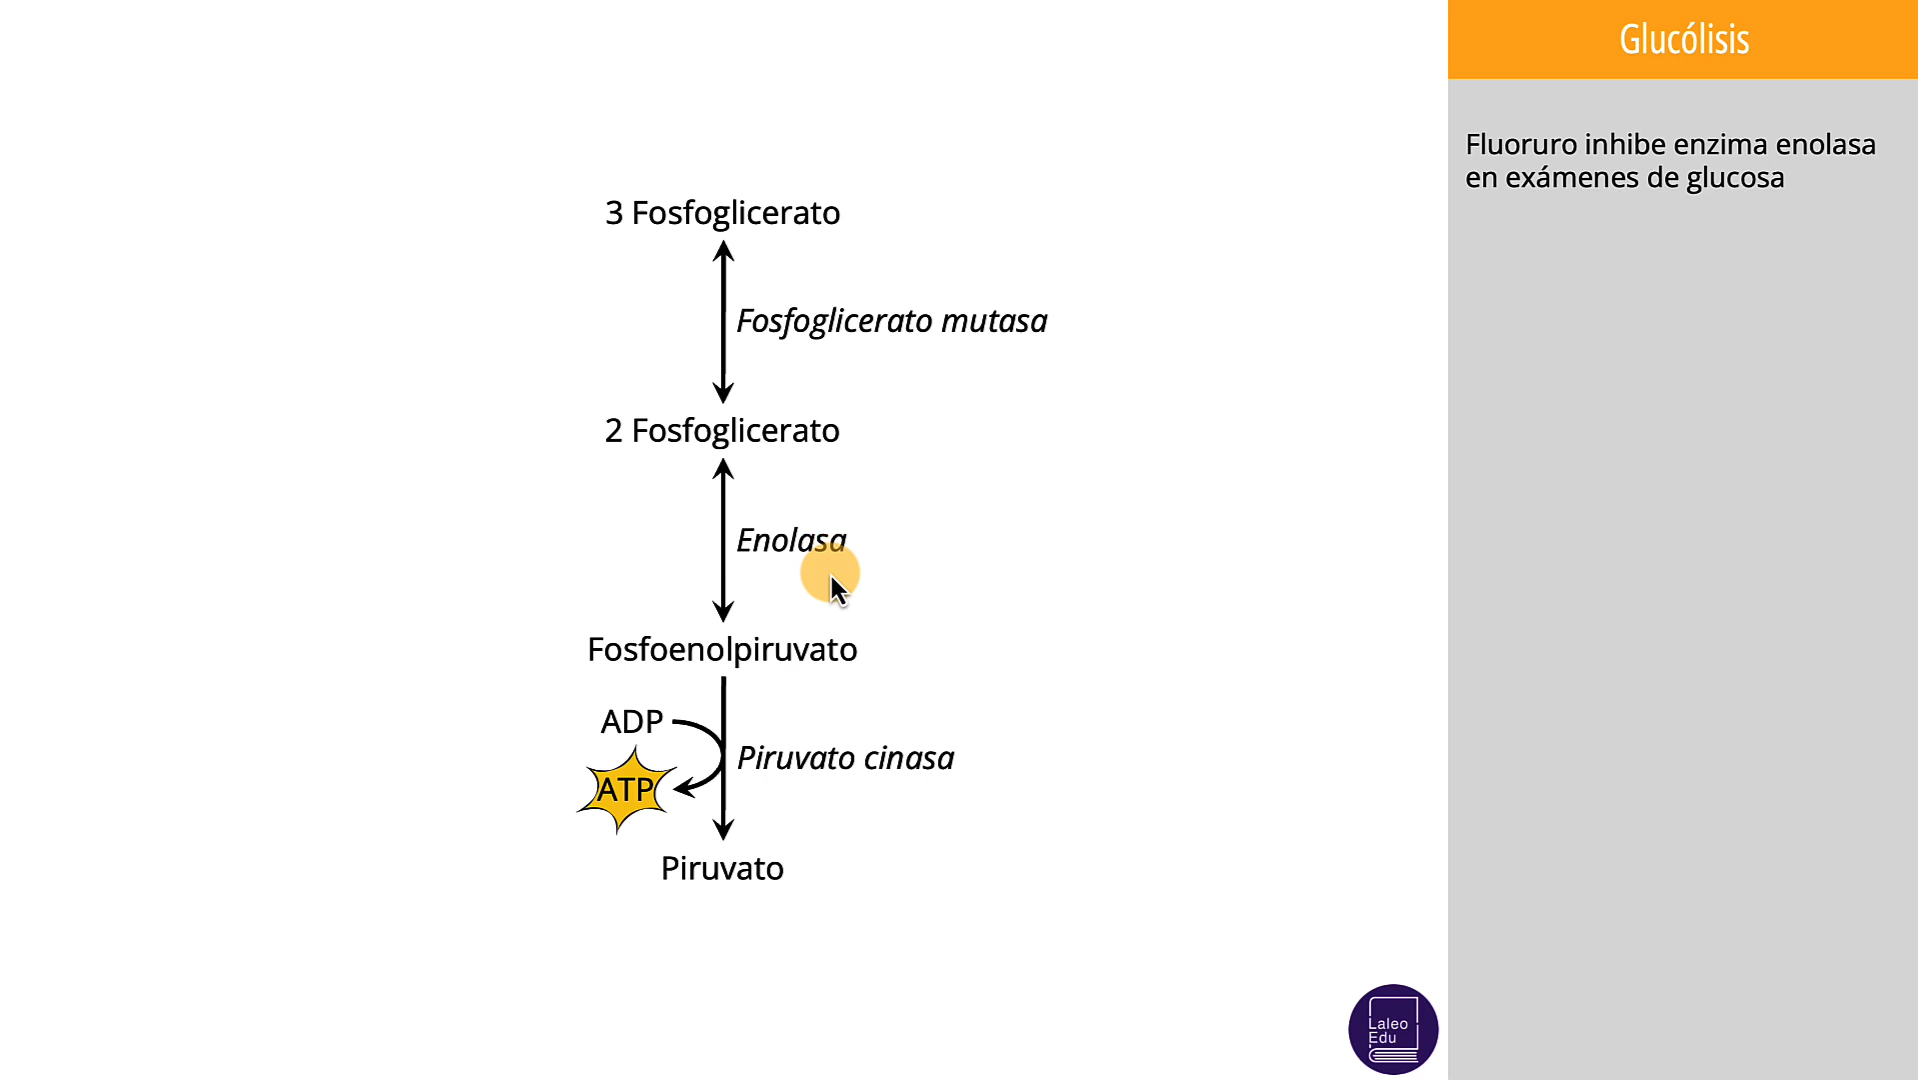 Glucólisis
Fluoruro inhibe enzima enolasa
en exámenes de glucosa
3 Fosfoglicerato
Fosfoglicerato mutasa
2 Fosfoglicerato
Enolasa
Fosfoenolpiruvato
ADP
Piruvato cinasa
ATP
Piruvato
Laleo
Edu